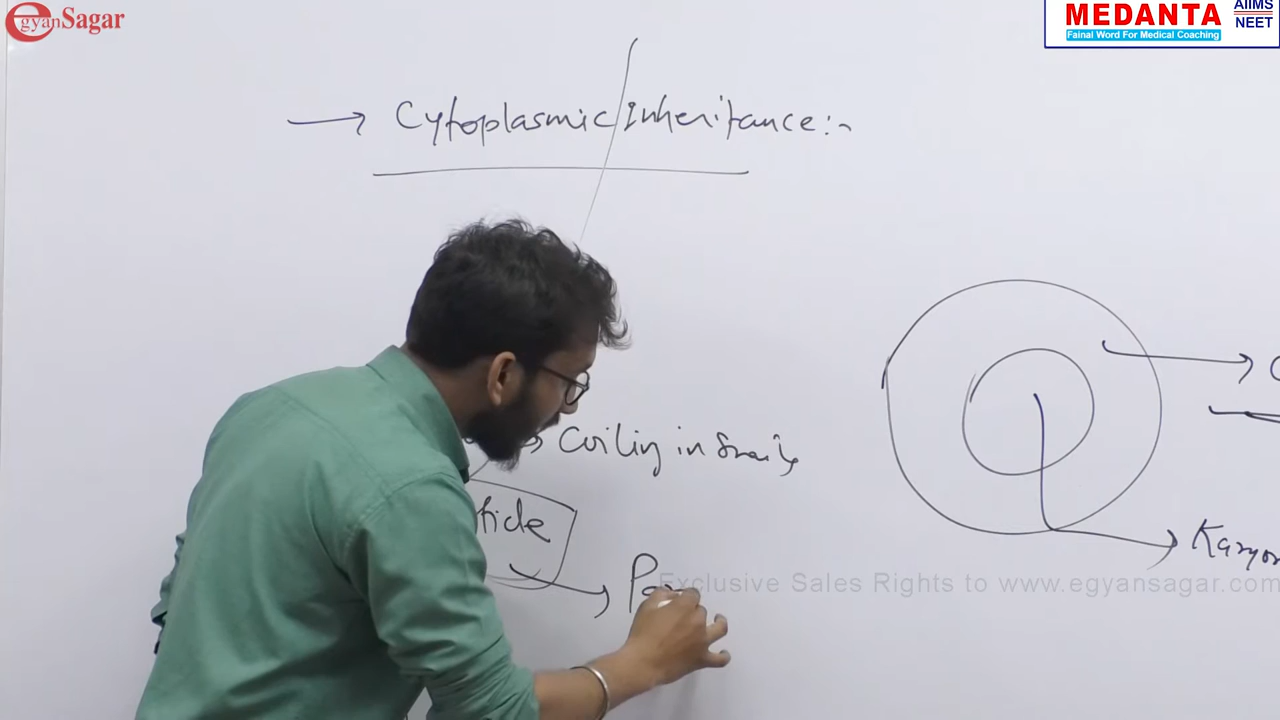 egyanSagar
MEDANTA
Fainal Word For Medical Coaching
AIIMS
NEET
→ Cytoplasmic Inheritance:-
→ Coiling in Snails
ticle
→ Par
Exclusive Sales Rights to www.egyansagar.com
→ C
→ Karyo